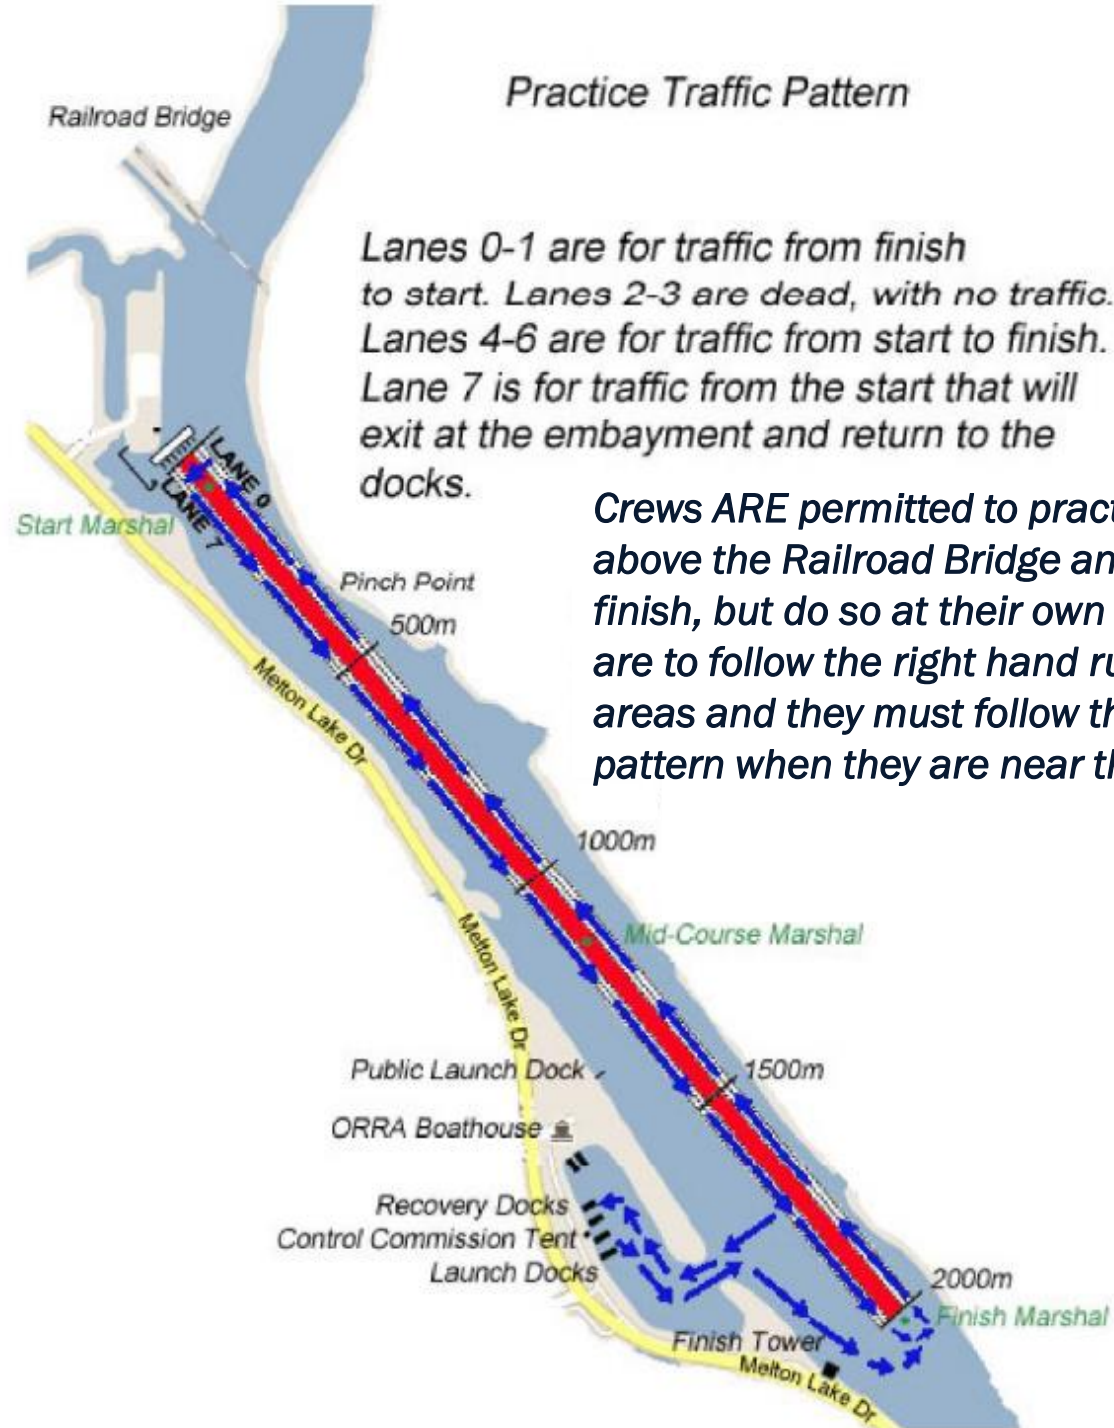 Practice Traffic Pattern
Railroad Bridge
Lanes 0-1 are for traffic from finish
to start. Lanes 2-3 are dead, with no traffic.
Lanes 4-6 are for traffic from start to finish.
Lane 7 is for traffic from the start that will
exit at the embayment and return to the
docks.
LANE 0
LANE 7
Start Marshal
Crews ARE permitted to pract
above the Railroad Bridge an
finish, but do so at their own
are to follow the right hand ru
areas and they must follow th
pattern when they are near th
Pinch Point
500m
Melton Lake Dr
1000m
Mid-Course Marshal
Melton Lake Dr
Public Launch Dock
1500m
ORRA Boathouse
Recovery Docks
Control Commission Tent
Launch Docks
2000m
Finish Marshal
Finish Tower
Melton Lake Dr